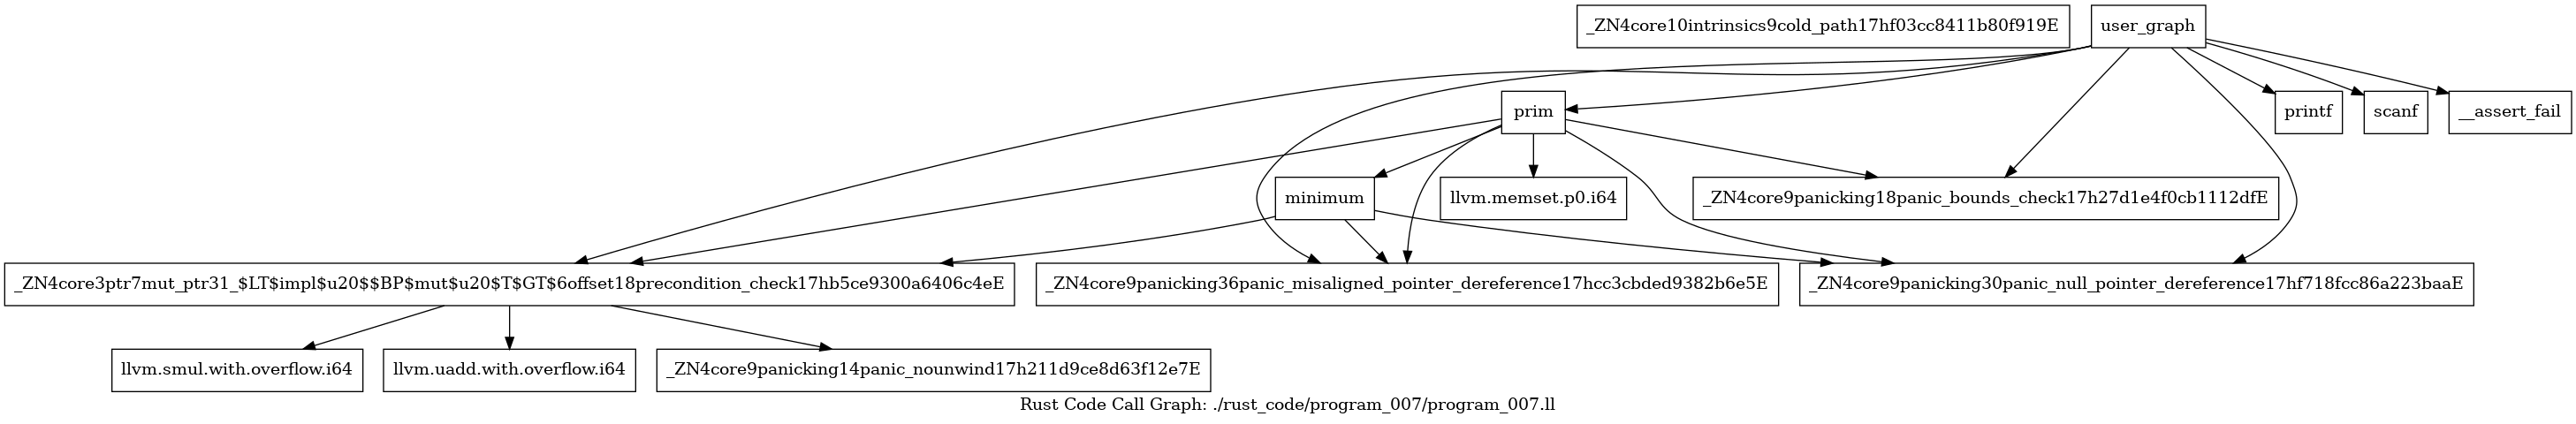 _ZN4core10intrinsics9cold_path17hf03cc8411b80f919E
user_graph
prim
printf
scanf
__assert_fail
minimum
llvm.memset.p0.i64
_ZN4core9panicking18panic_bounds_check17h27d1e4f0cb1112dfE
_ZN4core3ptr7mut_ptr31_$LT$impl$u20$$BP$mut$u20$T$GT$6offset18precondition_check17hb5ce9300a6406c4eE
_ZN4core9panicking36panic_misaligned_pointer_dereference17hcc3cbded9382b6e5E
_ZN4core9panicking30panic_null_pointer_dereference17hf718fcc86a223baaE
llvm.smul.with.overflow.i64
llvm.uadd.with.overflow.i64
_ZN4core9panicking14panic_nounwind17h211d9ce8d63f12e7E
Rust Code Call Graph: ./rust_code/program_007/program_007.ll